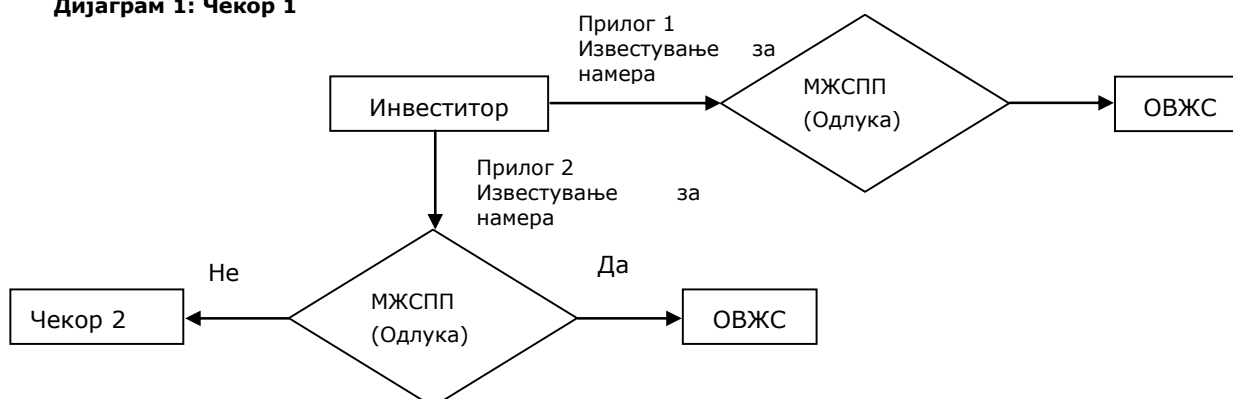 Дијаграм 1: Чекор 1
Прилог 1
Известување за
намера
Инвеститор
МЖСПП
(Одлука)
ОВЖС
Прилог 2
Известување за
намера
Не
Да
Чекор 2
МЖСПП
(Одлука)
ОВЖС